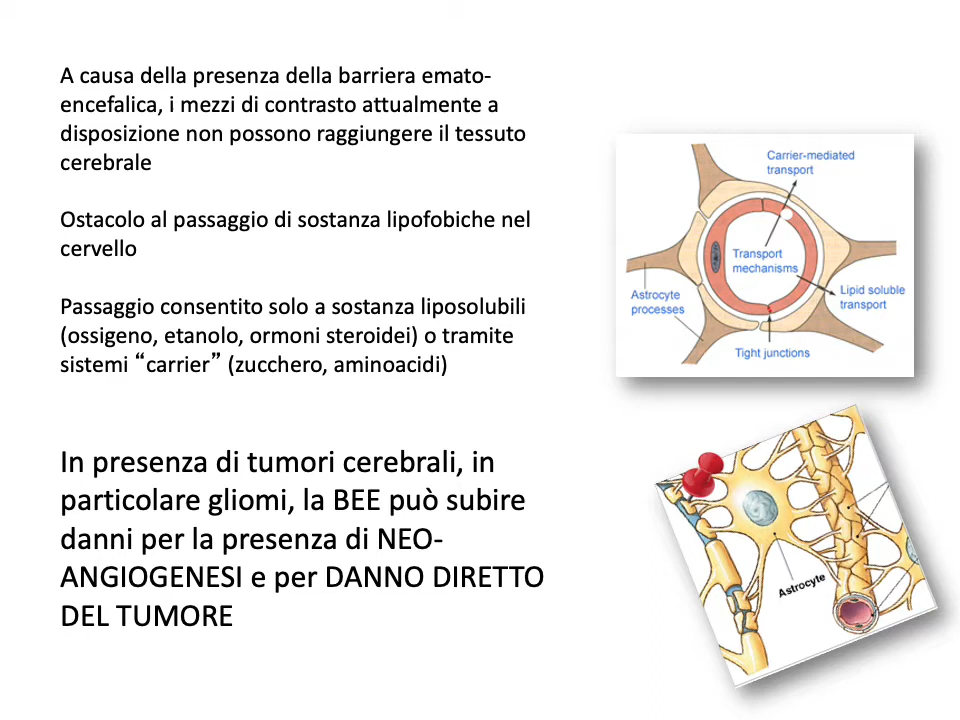 A causa della presenza della barriera emato-
encefalica, i mezzi di contrasto attualmente a
disposizione non possono raggiungere il tessuto
cerebrale
Ostacolo al passaggio di sostanza lipofobiche nel
cervello
Passaggio consentito solo a sostanza liposolubili
(ossigeno, etanolo, ormoni steroidei) o tramite
sistemi “carrier” (zucchero, aminoacidi)
In presenza di tumori cerebrali, in
particolare gliomi, la BEE può subire
danni per la presenza di NEO-
ANGIOGENESI e per DANNO DIRETTO
DEL TUMORE
Carrier-mediated
transport
Transport
mechanisms
Lipid soluble
transport
Astrocyte
processes
Tight junctions
Astrocyte